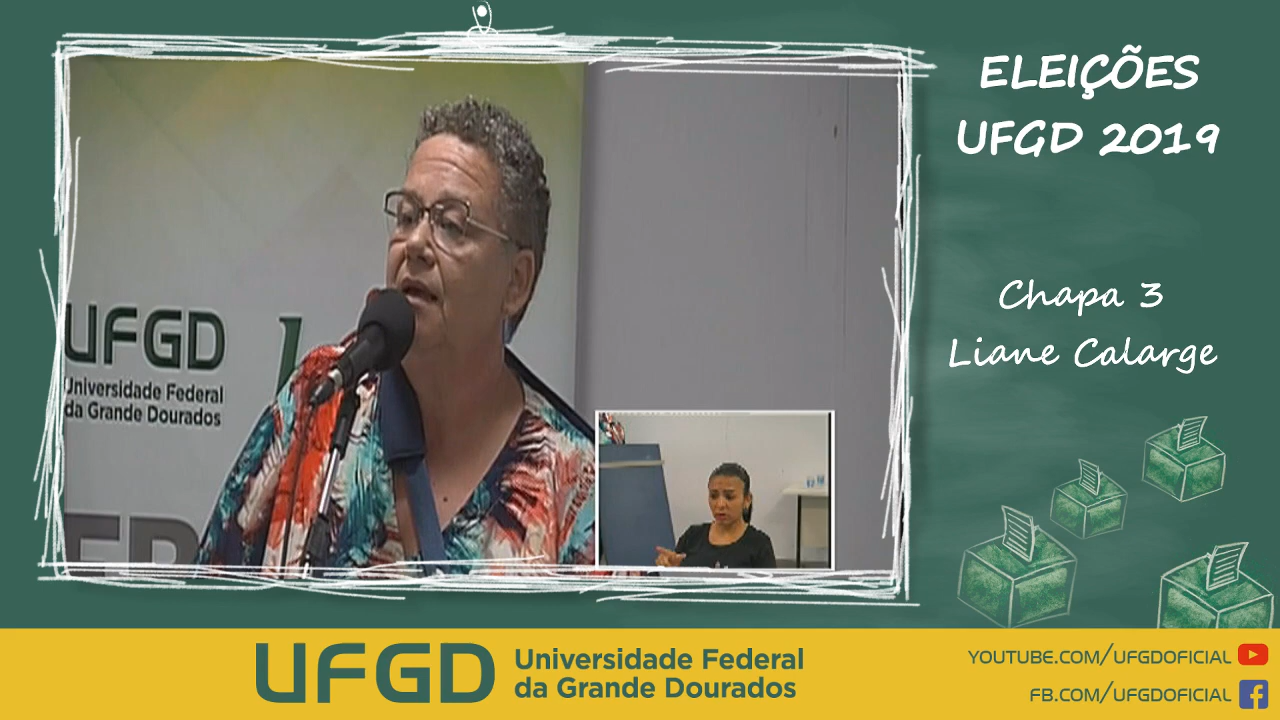 ELEIÇÕES
UFGD 2019
Chapa 3
Liane Calarge
UFGD
Universidade Federal
da Grande Dourados
UFGD
Universidade Federal
da Grande Dourados
YOUTUBE.COM/UFGDOFICIAL
FB.COM/UFGDOFICIAL